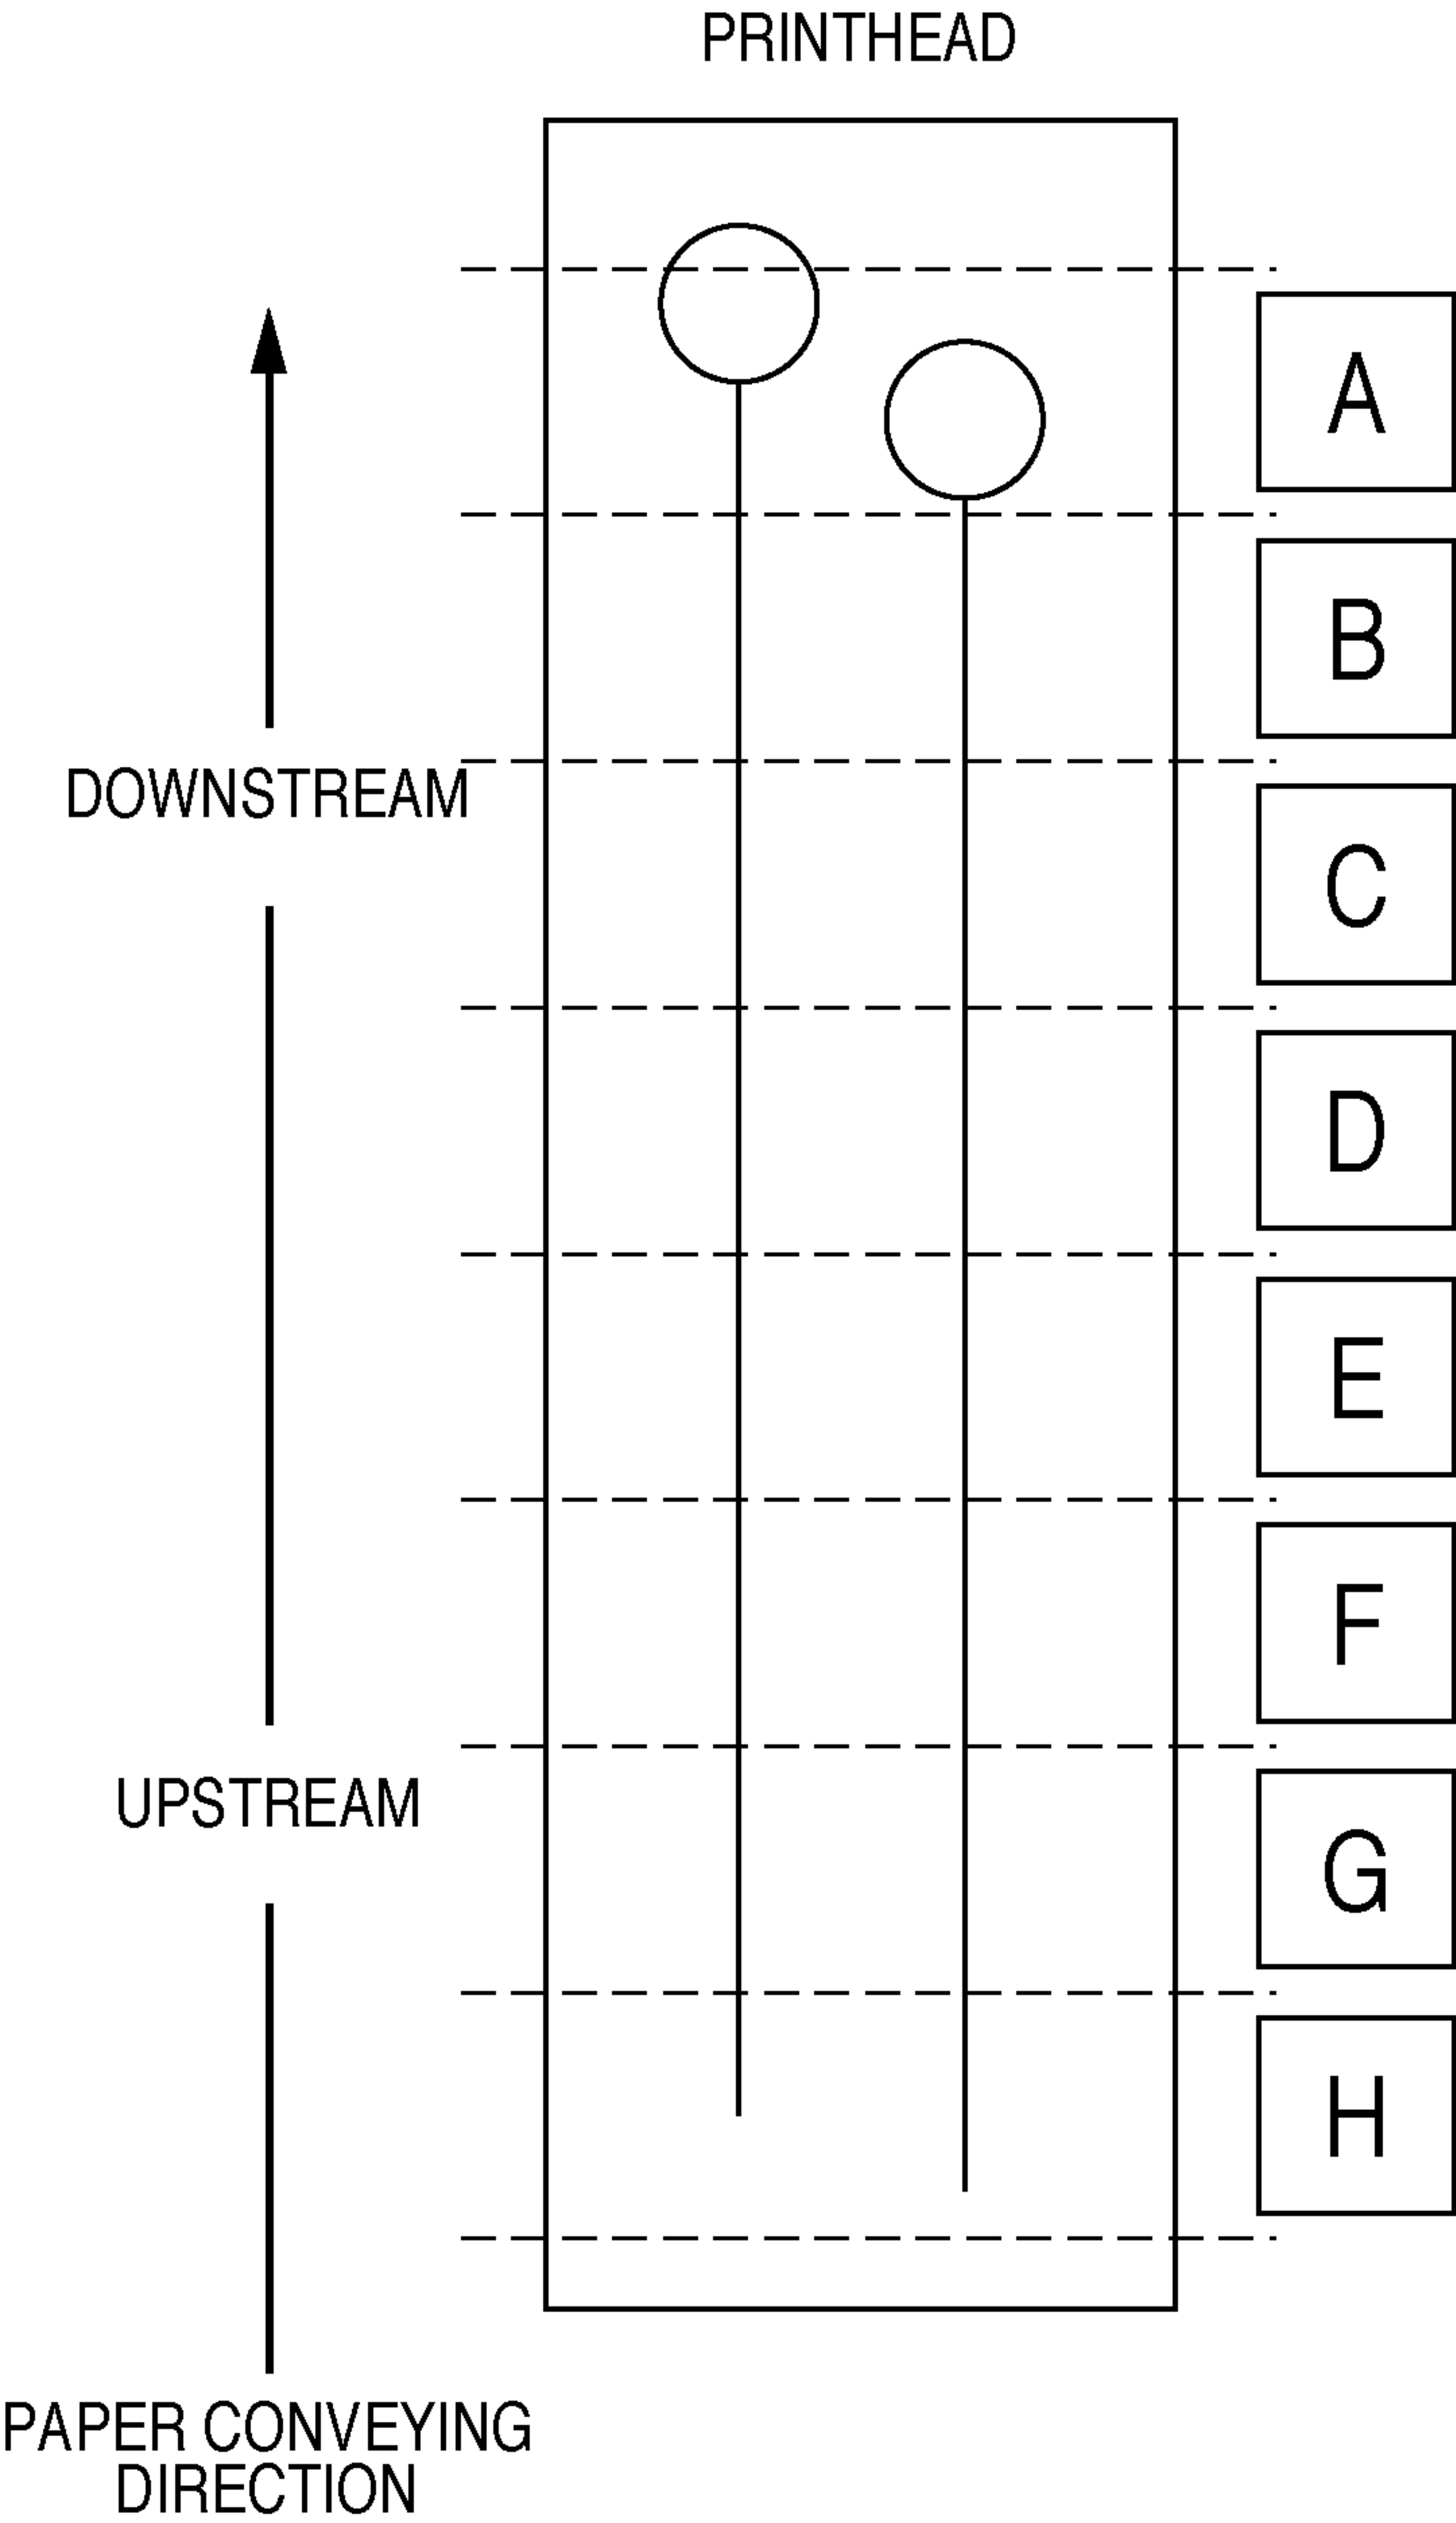 PRINTHEAD
A
B
DOWNSTREAM
C
D
E
F
UPSTREAM
G
H
PAPER CONVEYING
DIRECTION